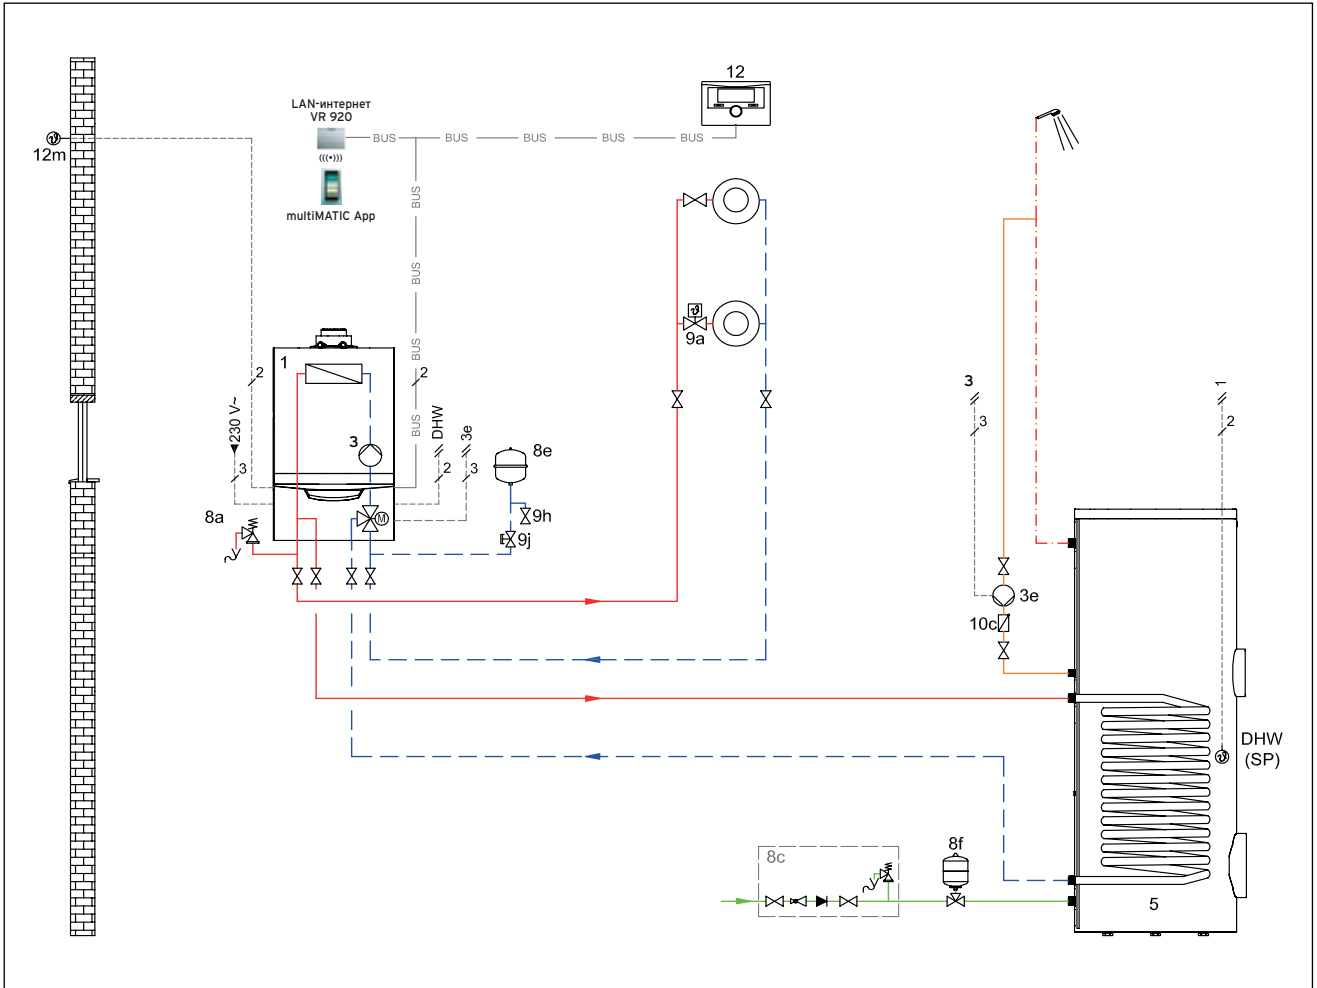 12
LAN-интернет
VR 920
BUS
BUS
BUS
BUS
BUS
12m
(((•)))
multiMATIC App
BUS
BUS
BUS
BUS
BUS
9a
1
2
2
3
1
3
2
230 V~
3
DHW
3e
3
2
3
8e
8a
M
9h
9j
3e
10c
DHW
(SP)
8c
8f
5